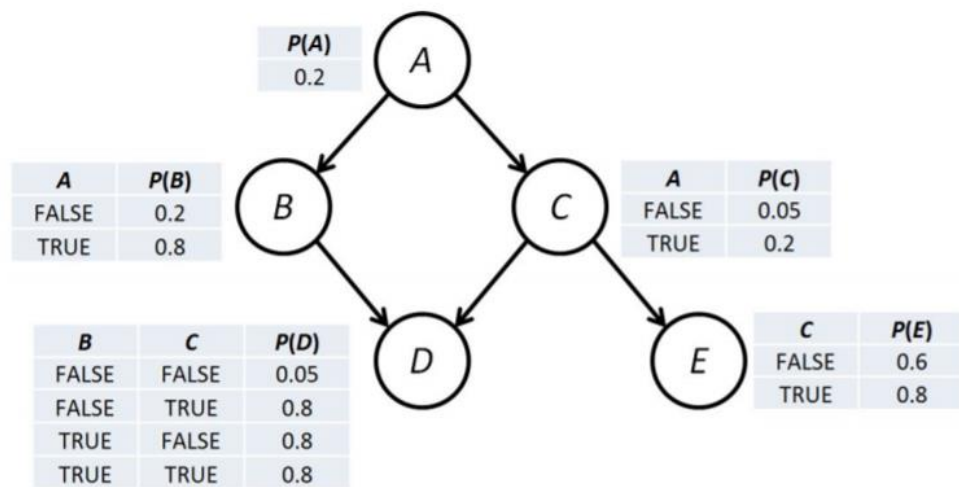 P(A)
0.2
A
A P(B)
FALSE 0.2
TRUE 0.8
B
C
A P(C)
FALSE 0.05
TRUE 0.2
B C P(D)
FALSE FALSE 0.05
FALSE TRUE 0.8
TRUE FALSE 0.8
TRUE TRUE 0.8
D
E
C P(E)
FALSE 0.6
TRUE 0.8